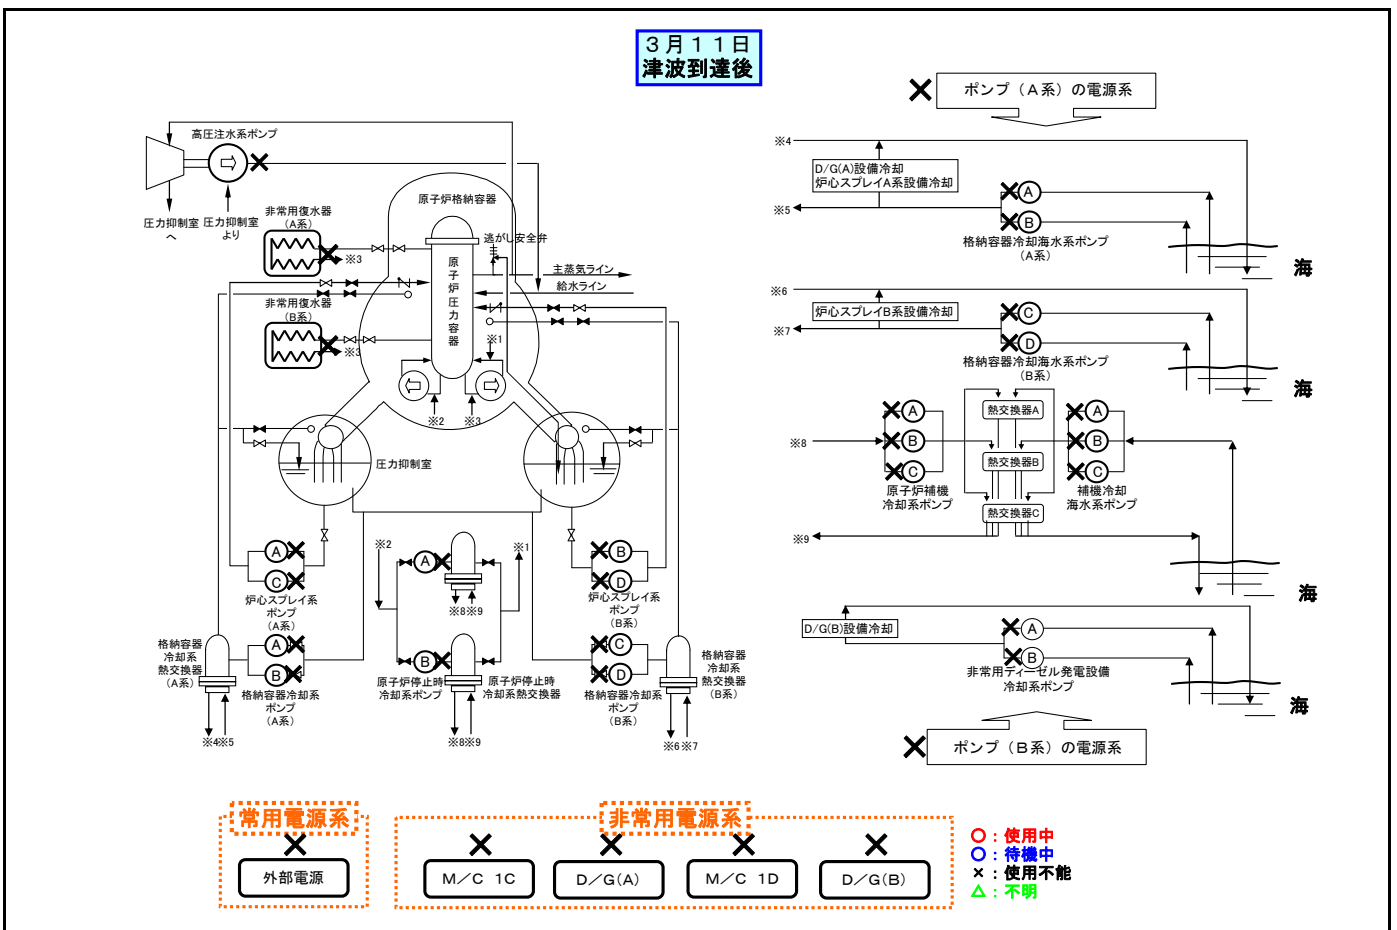 ３月１１日
津波到達後
高圧注水系ポンプ
圧力抑制室
へ
圧力抑制室
より
非常用復水器
(A系)
※3
非常用復水器
(B系)
※3
原子炉格納容器
原子炉圧力容器
逃がし安全弁
主蒸気ライン
給水ライン
※1
※2
※3
圧力抑制室
A
C
炉心スプレイ系
ポンプ
(A系)
格納容器
冷却系
熱交換器
(A系)
A
B
格納容器冷却系
ポンプ
(A系)
※4※5
※2
※1
A
※8※9
B
原子炉停止時
冷却系ポンプ
原子炉停止時
冷却系熱交換器
※8※9
B
D
炉心スプレイ系
ポンプ
(B系)
C
D
格納容器冷却系
ポンプ
(B系)
格納容器
冷却系
熱交換器
(B系)
※6※7
ポンプ（A系）の電源系
※4
D/G(A)設備冷却
炉心スプレイA系設備冷却
※5
A
B
格納容器冷却海水系ポンプ
(A系)
海
※6
炉心スプレイB系設備冷却
※7
C
D
格納容器冷却海水系ポンプ
(B系)
海
※8
A
B
C
原子炉補機
冷却系ポンプ
熱交換器A
熱交換器B
熱交換器C
A
B
C
補機冷却
海水系ポンプ
※9
海
D/G(B)設備冷却
A
B
非常用ディーゼル発電設備
冷却系ポンプ
海
ポンプ（B系）の電源系
常用電源系
外部電源
非常用電源系
M／C 1C
D／G(A)
M／C 1D
D／G(B)
○：使用中
○：待機中
×：使用不能
△：不明